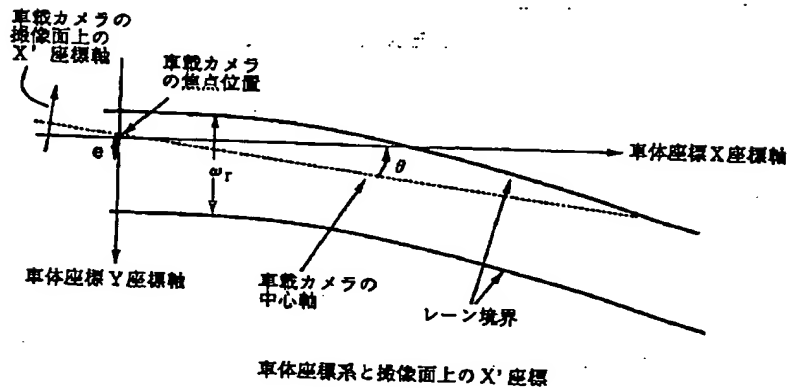 車載カメラの
撮像面上の
X' 座標軸
車載カメラ
の焦点位置
車体座標X座標軸
e
ωr
θ
車体座標Y座標軸
車載カメラの
中心軸
レーン境界
車体座標系と撮像面上のX' 座標